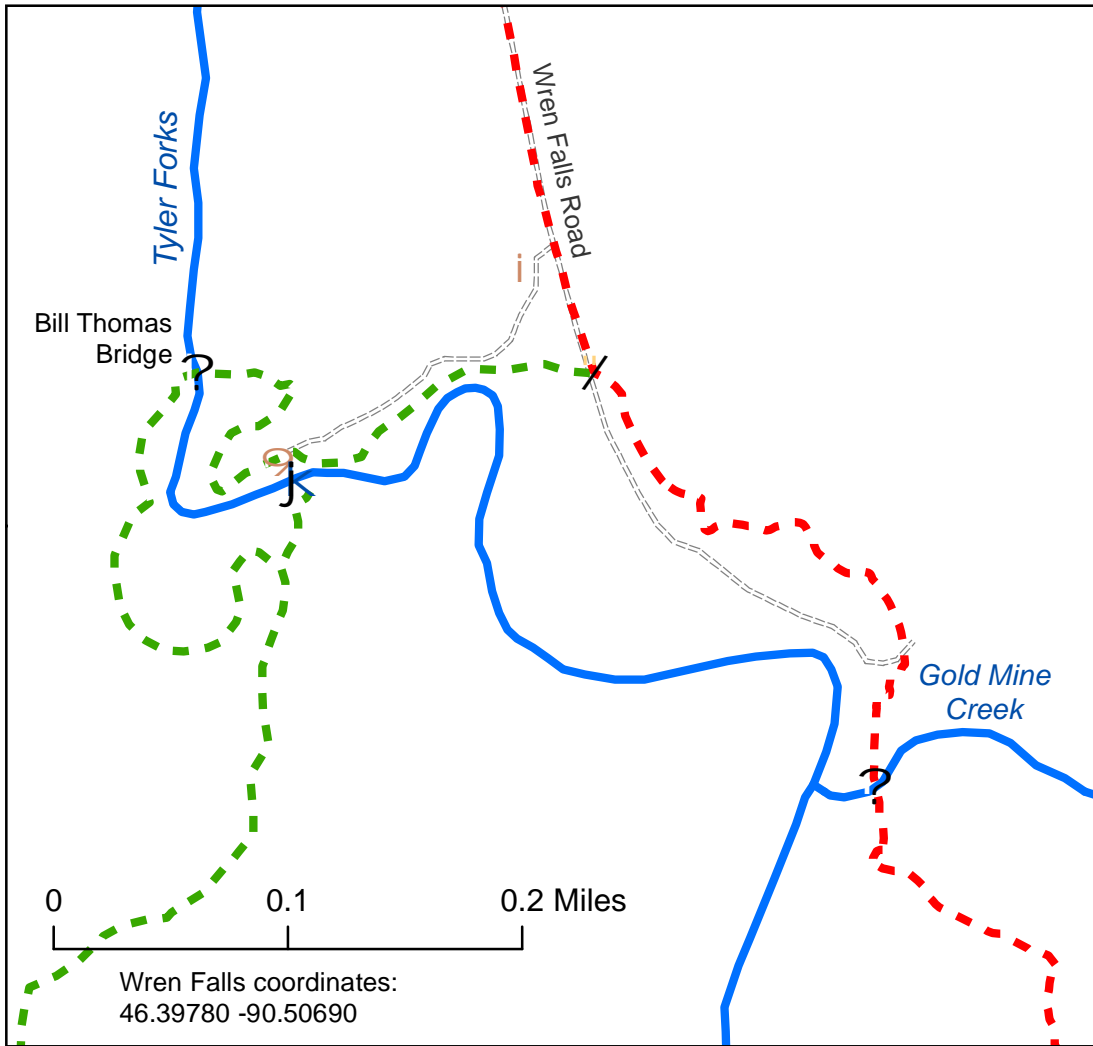 Tyler Forks
Wren Falls Road
i
Bill Thomas
Bridge
?
9
j
K
Gold Mine
Creek
?
0 0.1 0.2 Miles
Wren Falls coordinates:
46.39780 -90.50690